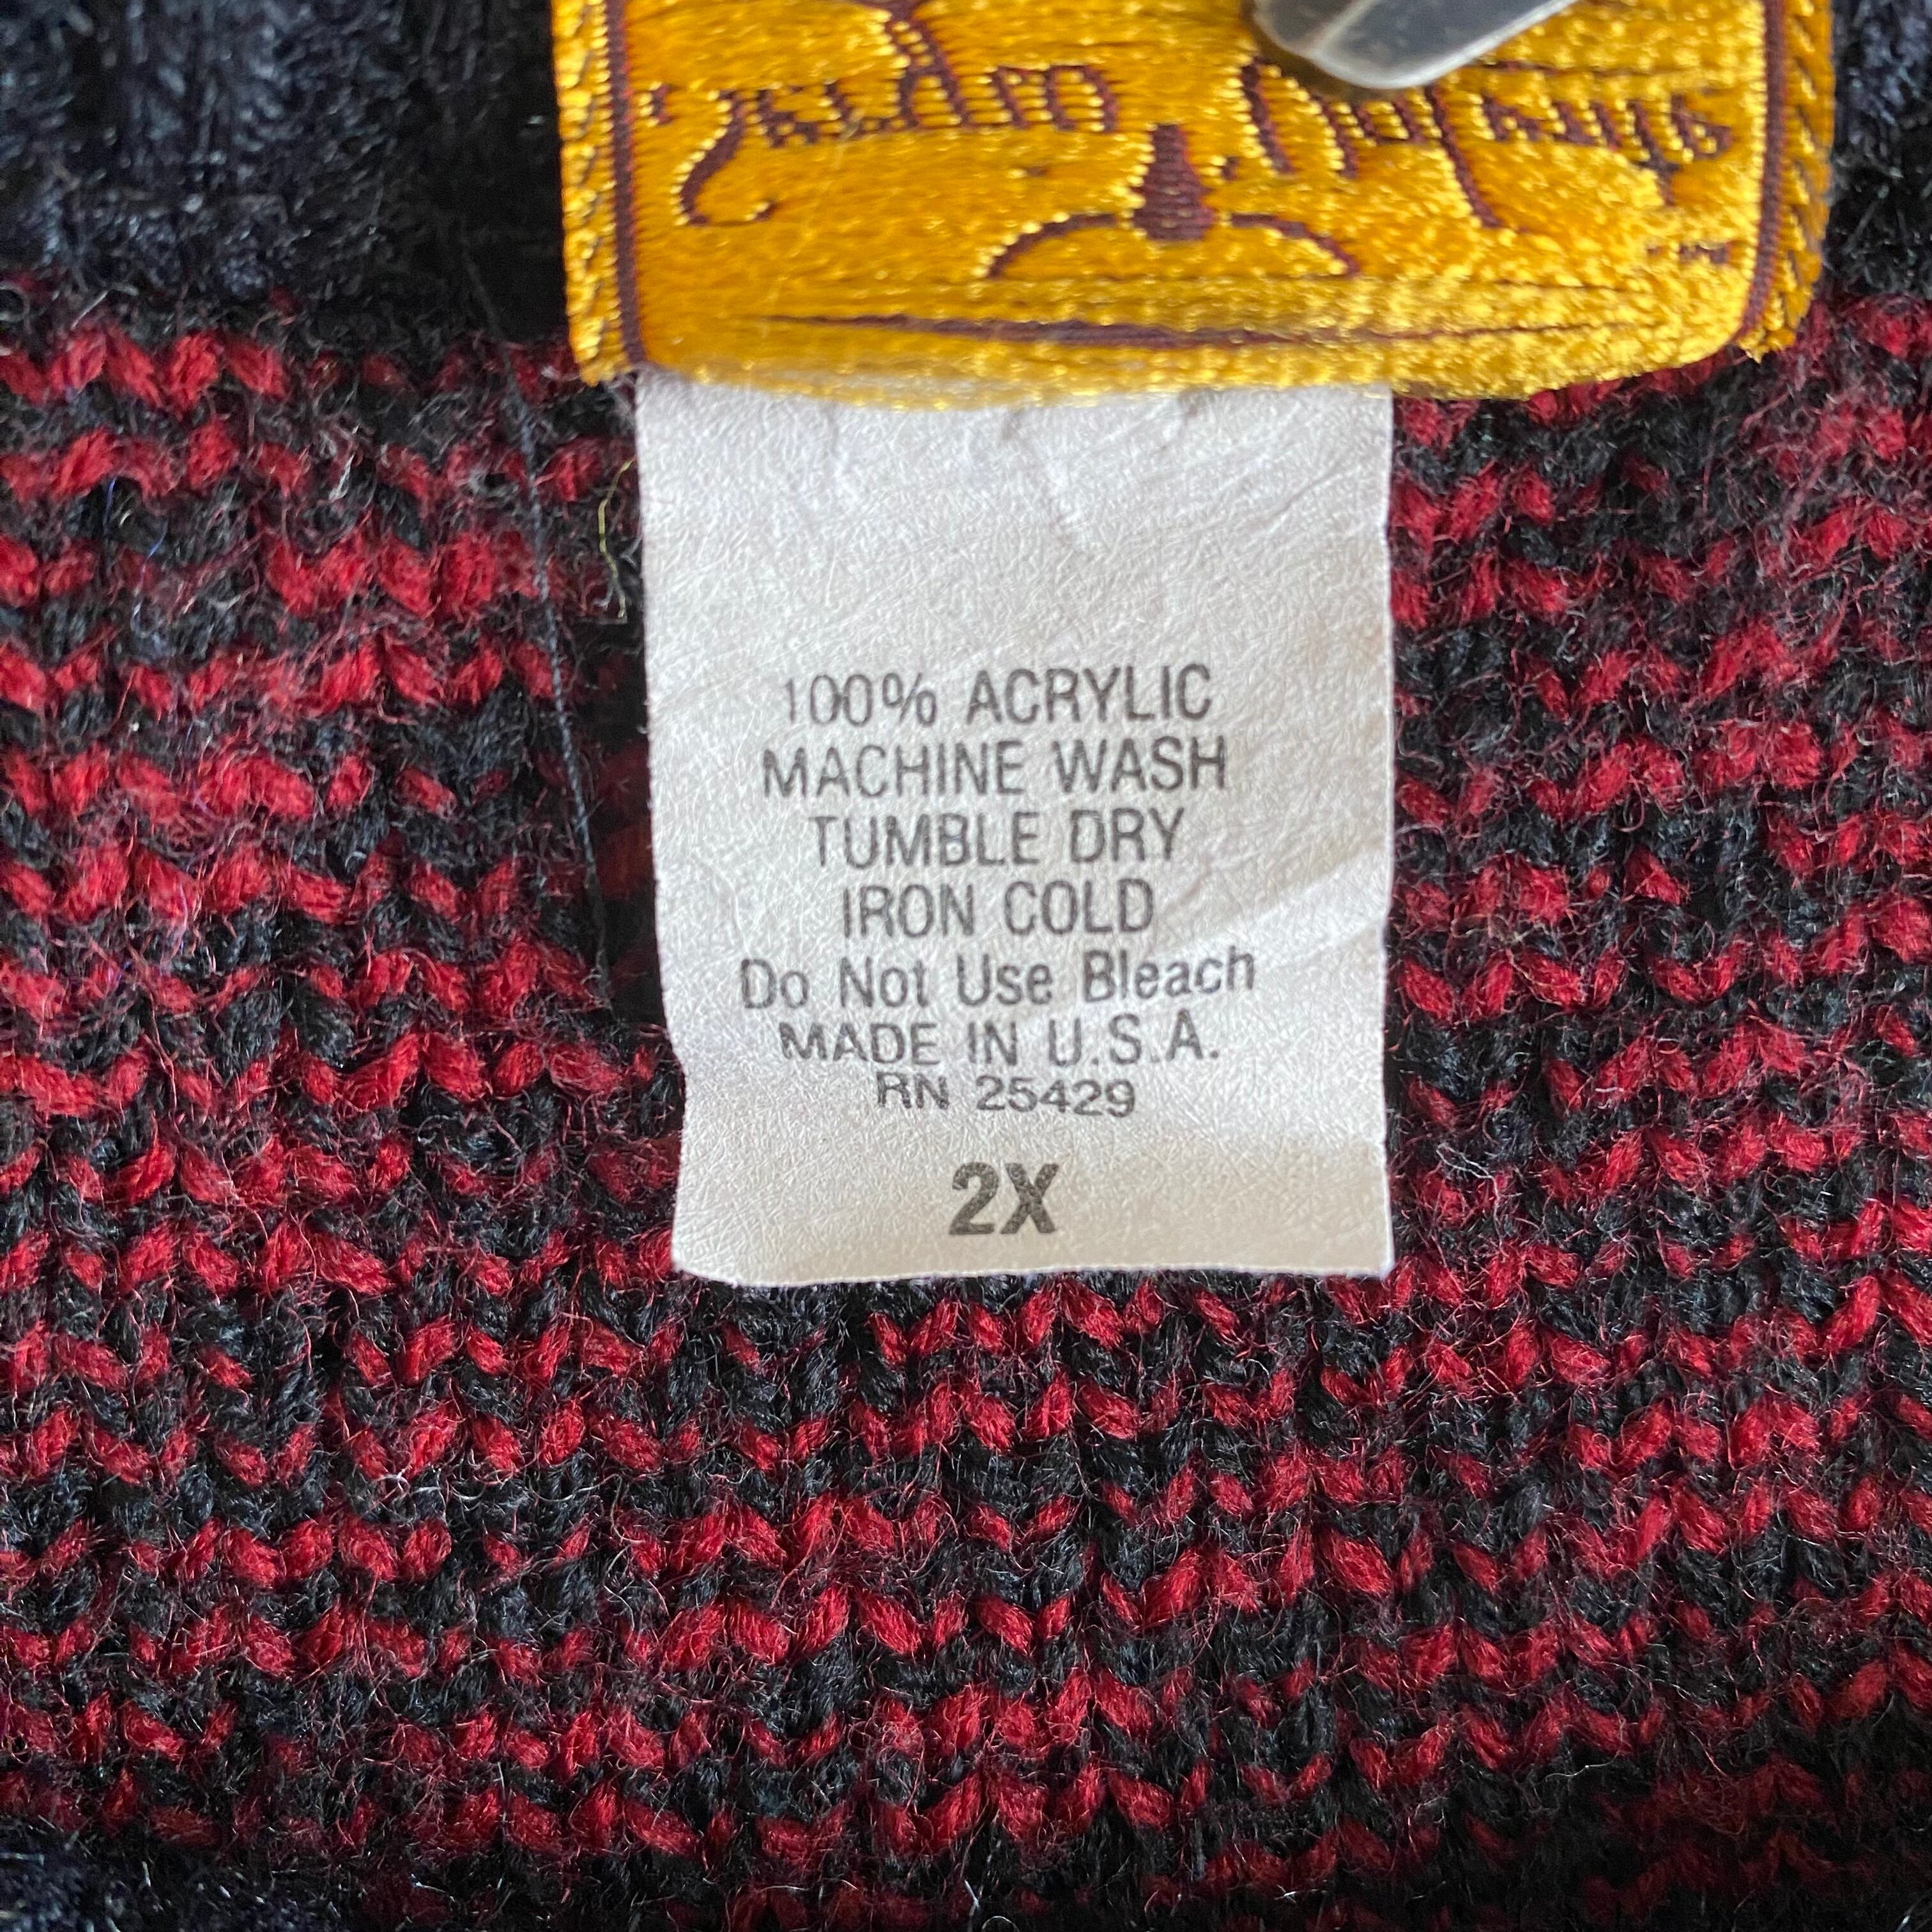 100% ACRYLIC
MACHINE WASH
TUMBLE DRY
IRON COLD
Do Not Use Bleach
MADE IN U.S.A.
RN 25429
2X